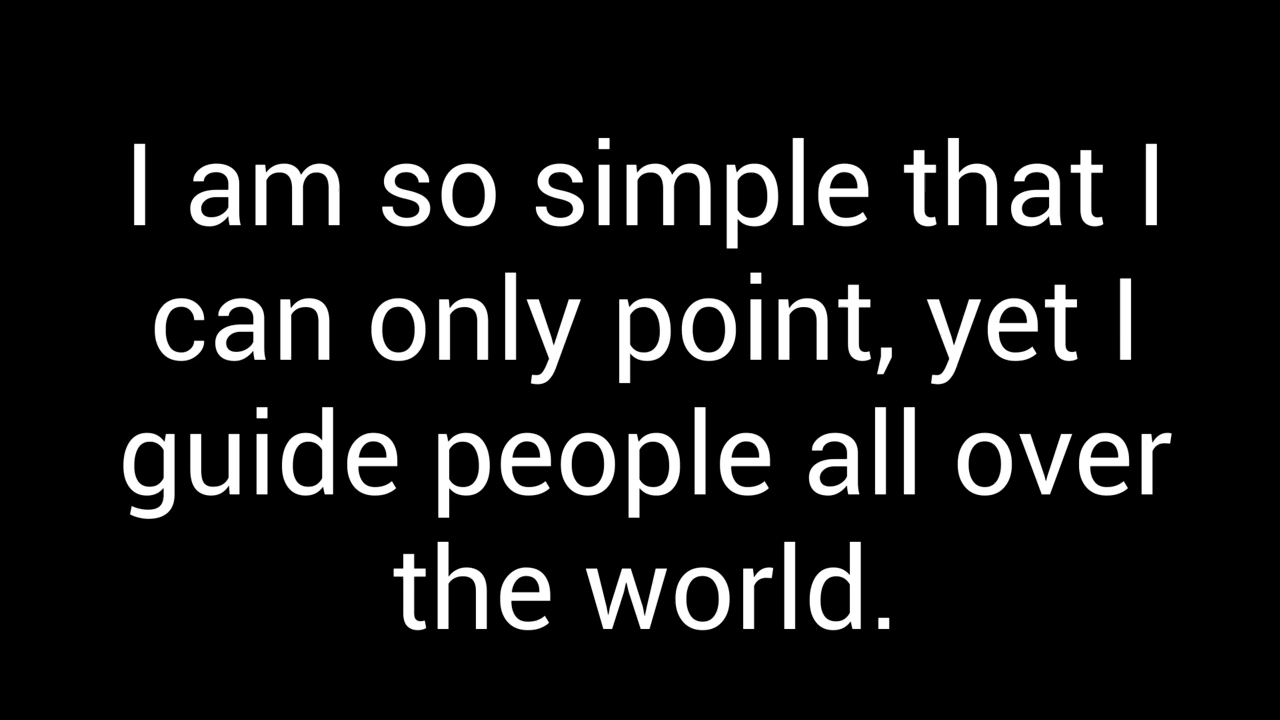 I am so simple that I
can only point, yet I
guide people all over
the world.